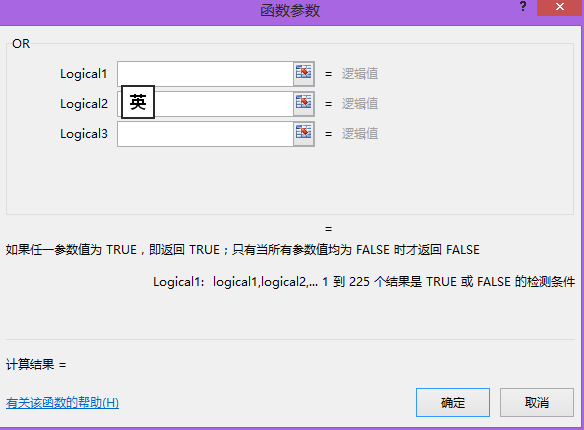 函数参数
?
×
OR
Logical1 = 逻辑值
英
Logical2 = 逻辑值
Logical3 = 逻辑值
=
如果任一参数值为 TRUE，即返回 TRUE；只有当所有参数值均为 FALSE 时才返回 FALSE
Logical1: logical1,logical2,... 1 到 225 个结果是 TRUE 或 FALSE 的检测条件
计算结果 =
有关该函数的帮助(H)
确定
取消